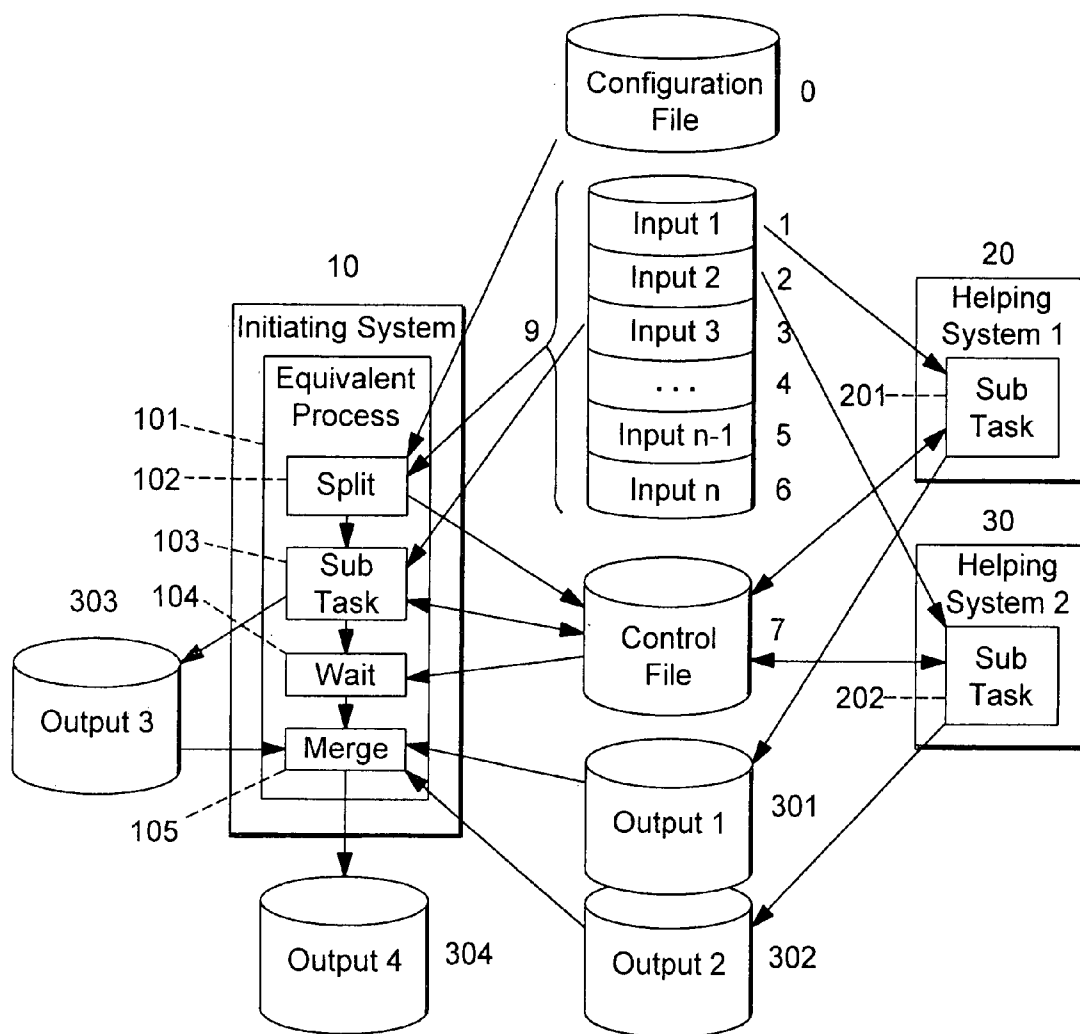 Configuration
File
0
Input 1
1
Input 2
2
Input 3
3
. . .
4
Input n-1
5
Input n
6
9
10
Initiating System
Equivalent
Process
101
102
Split
103
Sub
Task
104
Wait
Merge
105
303
Output 3
Output 4
304
Control
File
7
Output 1
301
Output 2
302
20
Helping
System 1
201
Sub
Task
30
Helping
System 2
202
Sub
Task